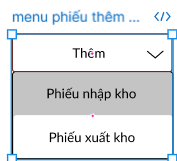 menu phiếu thêm ...
Thêm
Phiếu nhập kho
Phiếu xuất kho